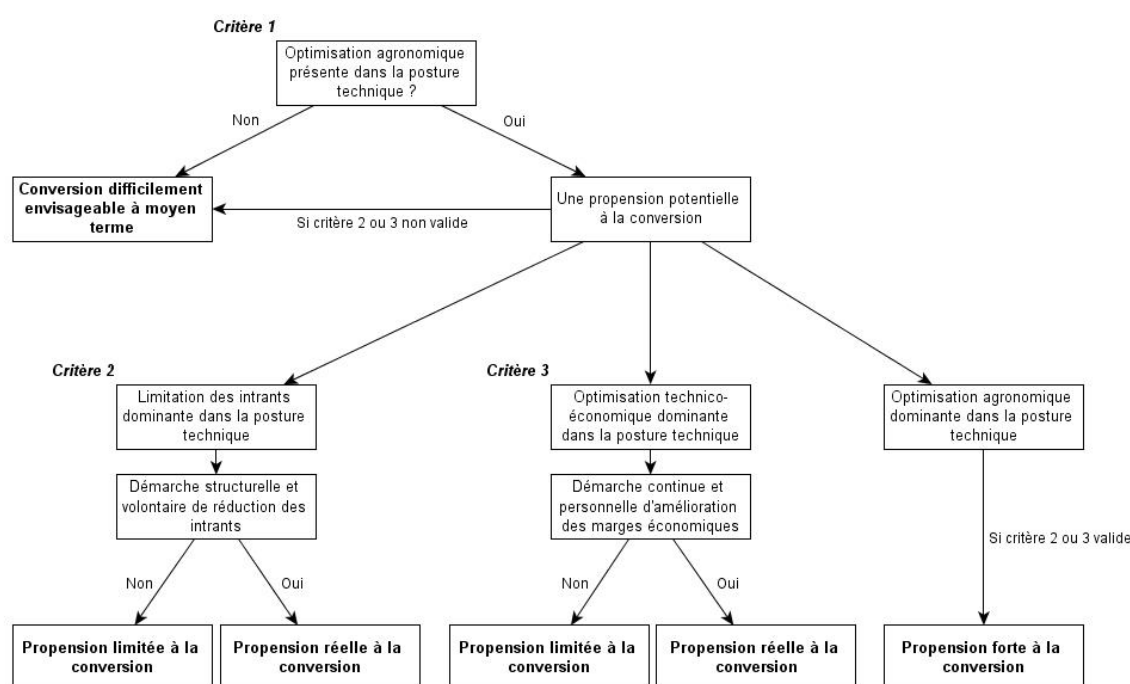 Critère 1
Optimisation agronomique
présente dans la posture
technique ?
Non
Oui
Conversion difficilement
envisageable à moyen
terme
Si critère 2 ou 3 non valide
Une propension potentielle
à la conversion
Critère 2
Limitation des intrants
dominante dans la posture
technique
Critère 3
Optimisation technico-
économique dominante
dans la posture technique
Optimisation agronomique
dominante dans la posture
technique
Démarche structurelle et
volontaire de réduction des
intrants
Démarche continue et
personnelle d'amélioration
des marges économiques
Si critère 2 ou 3 valide
Non
Oui
Non
Oui
Propension limitée à la
conversion
Propension réelle à la
conversion
Propension limitée à la
conversion
Propension réelle à la
conversion
Propension forte à la
conversion